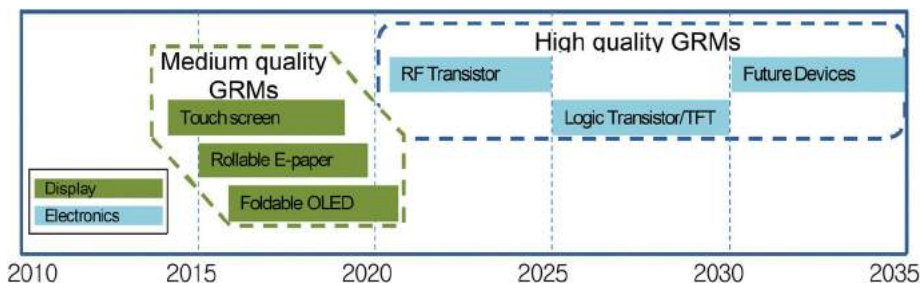 High quality GRMs
Medium quality
GRMs
RF Transistor
Future Devices
Touch screen
Logic Transistor/TFT
Rollable E-paper
Foldable OLED
Display
Electronics
2010 2015 2020 2025 2030 2035